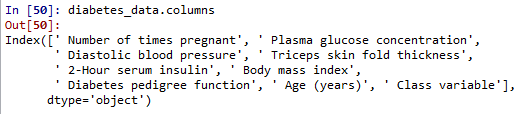 In [50]: diabetes_data.columns
Out[50]:
Index([' Number of times pregnant', ' Plasma glucose concentration',
' Diastolic blood pressure', ' Triceps skin fold thickness',
' 2-Hour serum insulin', ' Body mass index',
' Diabetes pedigree function', ' Age (years)', ' Class variable'],
dtype='object')